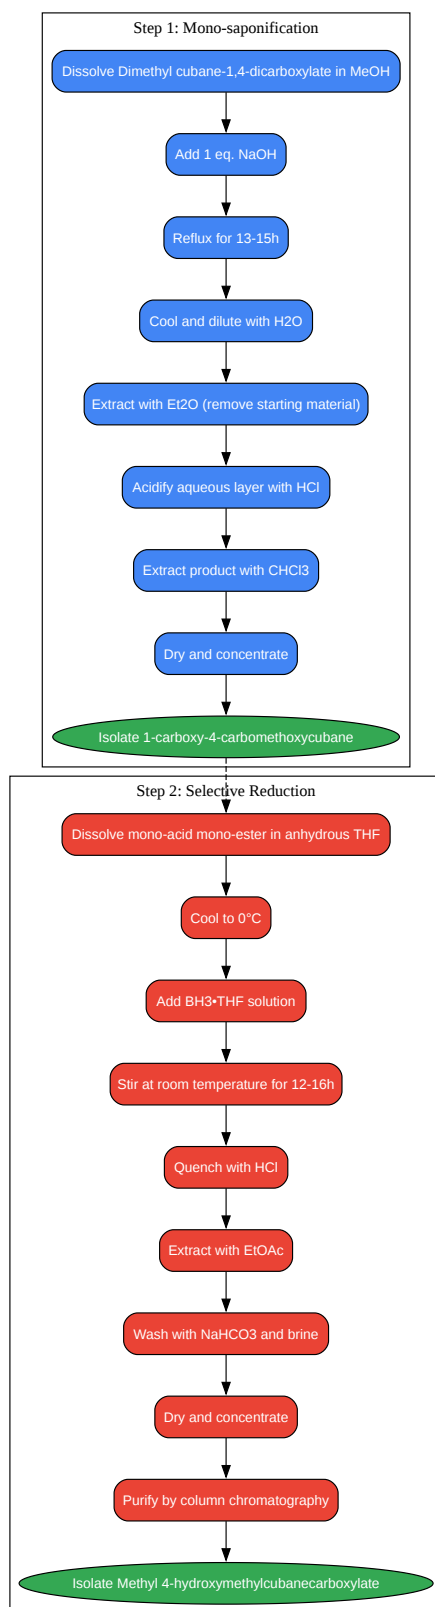 Step 1: Mono-saponification
Dissolve Dimethyl cubane-1,4-dicarboxylate in MeOH
Add 1 eq. NaOH
Reflux for 13-15h
Cool and dilute with H2O
Extract with Et2O (remove starting material)
Acidify aqueous layer with HCl
Extract product with CHCl3
Dry and concentrate
Isolate 1-carboxy-4-carbomethoxycubane
Step 2: Selective Reduction
Dissolve mono-acid mono-ester in anhydrous THF
Cool to 0°C
Add BH3•THF solution
Stir at room temperature for 12-16h
Quench with HCl
Extract with EtOAc
Wash with NaHCO3 and brine
Dry and concentrate
Purify by column chromatography
Isolate Methyl 4-hydroxymethylcubanecarboxylate